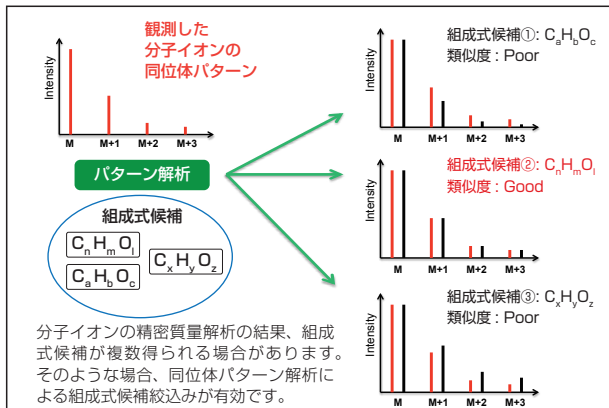 観測した
分子イオンの
同位体パターン
Intensity
M M+1 M+2 M+3
パターン解析
組成式候補
CnHmOl
CaHbOc
CxHyOz
分子イオンの精密質量解析の結果、組成
式候補が複数得られる場合があります。
そのような場合、同位体パターン解析に
よる組成式候補絞込みが有効です。
組成式候補①: CaHbOc
類似度 : Poor
Intensity
M M+1 M+2 M+3
組成式候補②: CnHmOl
類似度 : Good
Intensity
M M+1 M+2 M+3
組成式候補③: CxHyOz
類似度 : Poor
Intensity
M M+1 M+2 M+3